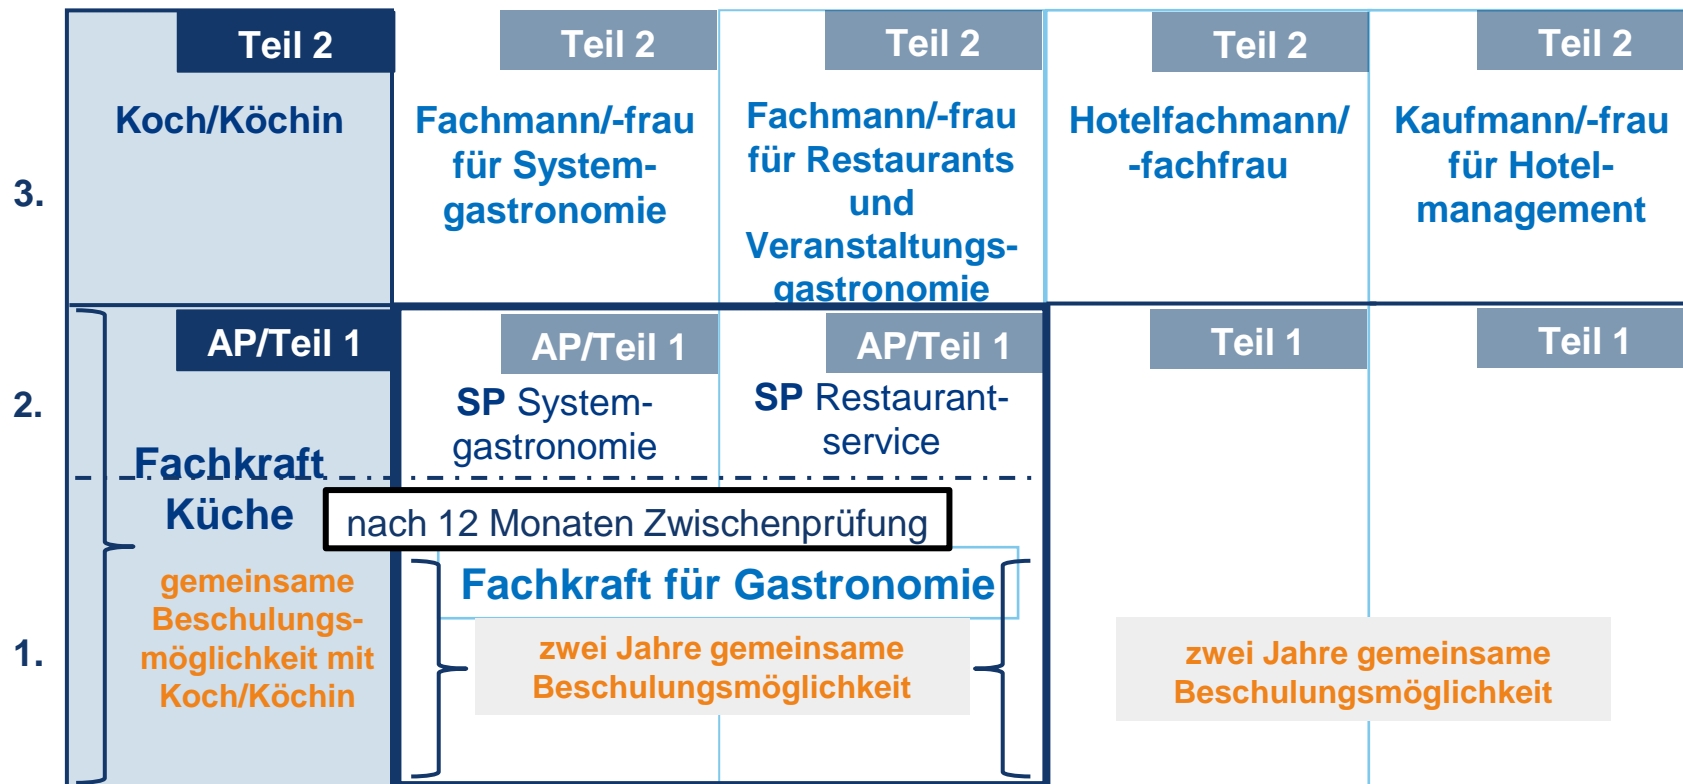 Teil 2
Teil 2
Teil 2
Teil 2
Teil 2
Koch/Köchin
Fachmann/-frau
für System-
gastronomie
Fachmann/-frau
für Restaurants
und
Veranstaltungs-
gastronomie
Hotelfachmann/
-fachfrau
Kaufmann/-frau
für Hotel-
management
3.
AP/Teil 1
AP/Teil 1
AP/Teil 1
Teil 1
Teil 1
2.
SP System-
gastronomie
SP Restaurant-
service
Fachkraft
Küche
nach 12 Monaten Zwischenprüfung
Fachkraft für Gastronomie
1.
gemeinsame
Beschulungs-
möglichkeit mit
Koch/Köchin
zwei Jahre gemeinsame
Beschulungsmöglichkeit
zwei Jahre gemeinsame
Beschulungsmöglichkeit